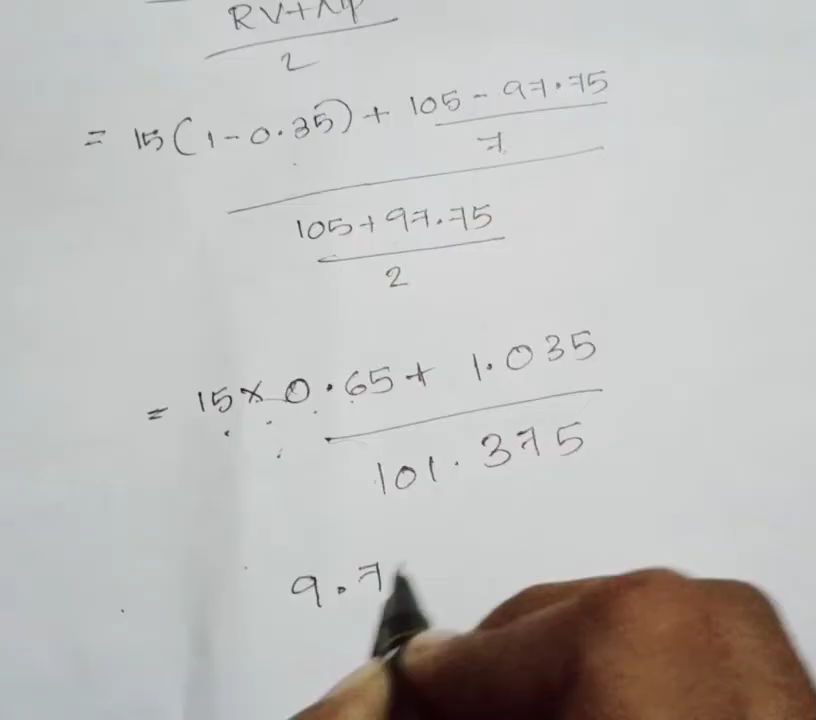 RV+NP
2
= 15(1-0.35)+ 105-97.75
7
105+97.75
2
= 15×0.65+ 1.035
101.375
9.7